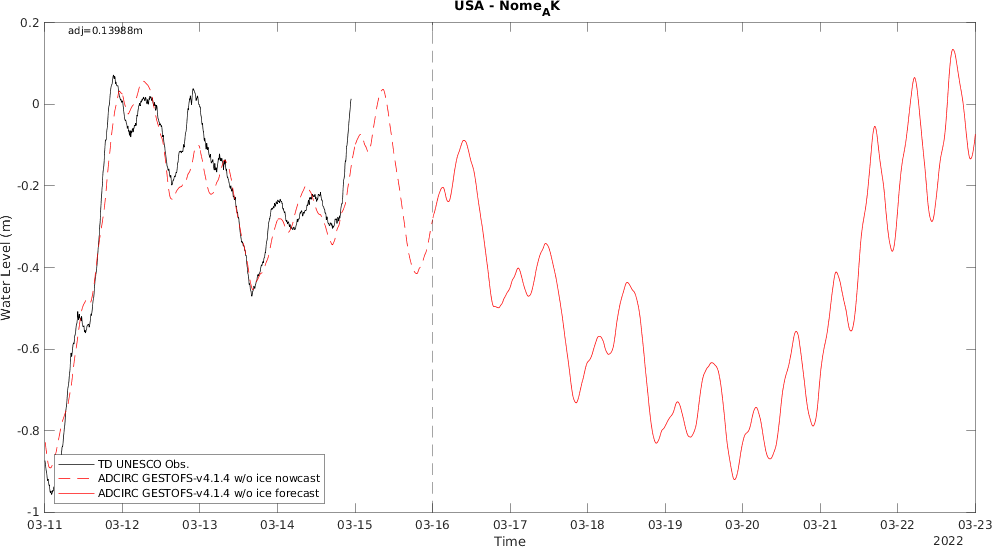 USA - Nome_AK
adj=0.13988m
0.2
0
-0.2
-0.4
-0.6
-0.8
-1
Water Level (m)
TD UNESCO Obs.
ADCIRC GESTOFS-v4.1.4 w/o ice nowcast
ADCIRC GESTOFS-v4.1.4 w/o ice forecast
03-11 03-12 03-13 03-14 03-15 03-16 03-17 03-18 03-19 03-20 03-21 03-22 03-23
Time
2022